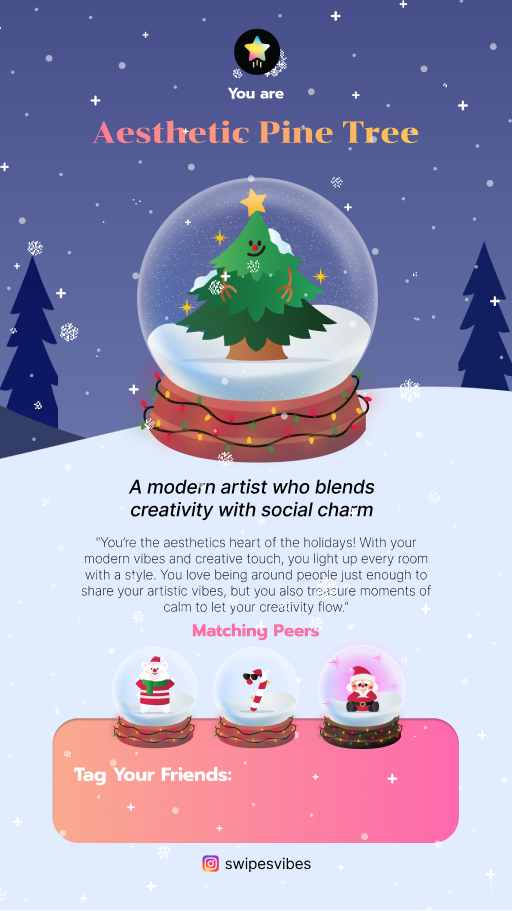 You are
Aesthetic Pine Tree
A modern artist who blends
creativity with social charm
"You're the aesthetics heart of the holidays! With your
modern vibes and creative touch, you light up every room
with a style. You love being around people just enough to
share your artistic vibes, but you also treasure moments of
calm to let your creativity flow."
Matching Peers
Tag Your Friends:
swipesvibes